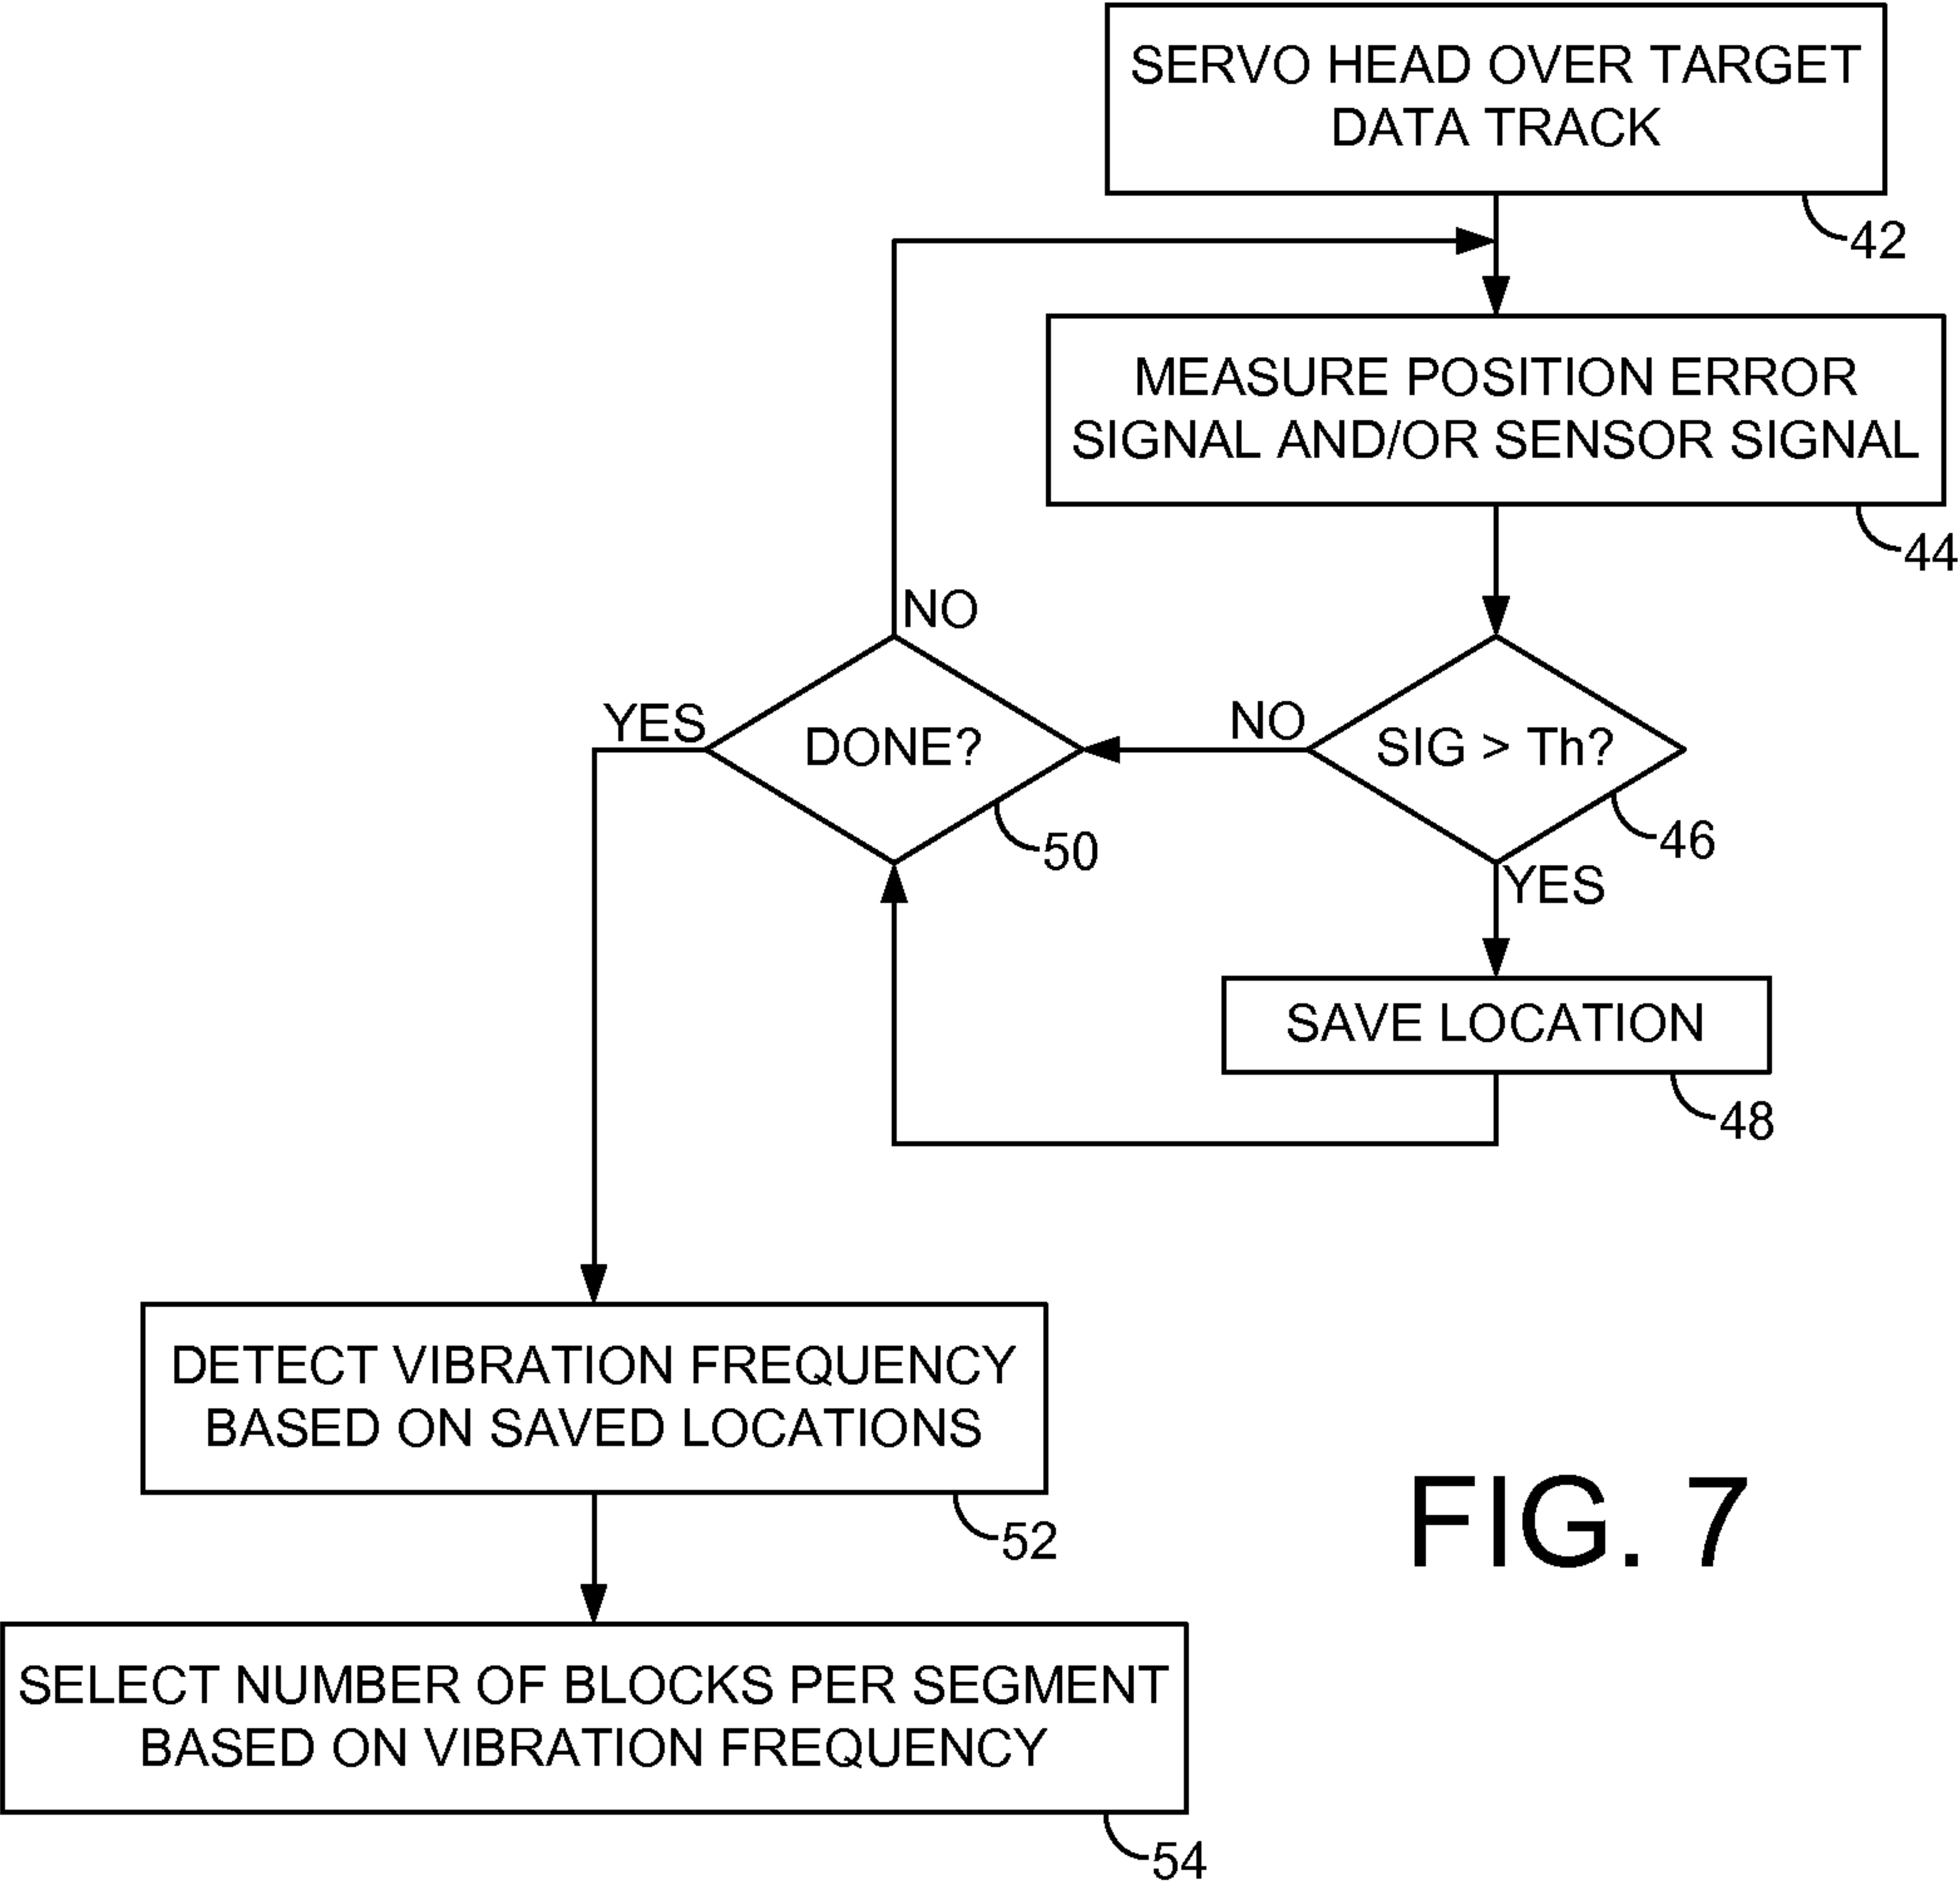 SERVO HEAD OVER TARGET
DATA TRACK
42
MEASURE POSITION ERROR
SIGNAL AND/OR SENSOR SIGNAL
44
NO
YES
DONE?
50
NO
SIG > Th?
46
YES
SAVE LOCATION
48
DETECT VIBRATION FREQUENCY
BASED ON SAVED LOCATIONS
52
SELECT NUMBER OF BLOCKS PER SEGMENT
BASED ON VIBRATION FREQUENCY
54
FIG. 7